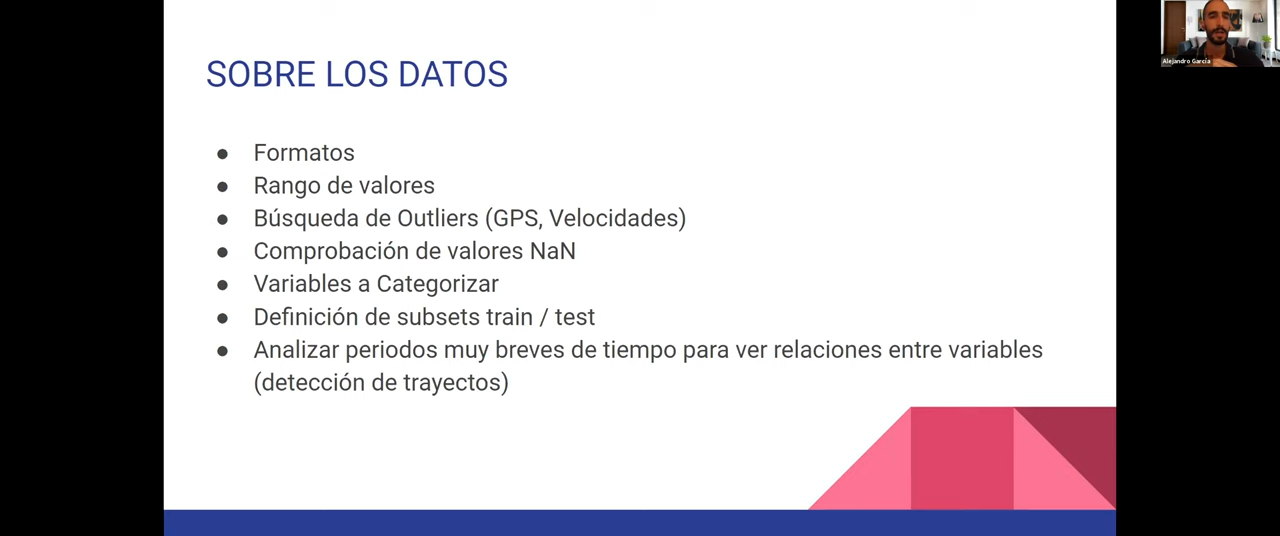 SOBRE LOS DATOS
● Formatos
● Rango de valores
● Búsqueda de Outliers (GPS, Velocidades)
● Comprobación de valores NaN
● Variables a Categorizar
● Definición de subsets train / test
● Analizar periodos muy breves de tiempo para ver relaciones entre variables
(detección de trayectos)
Alejandro García